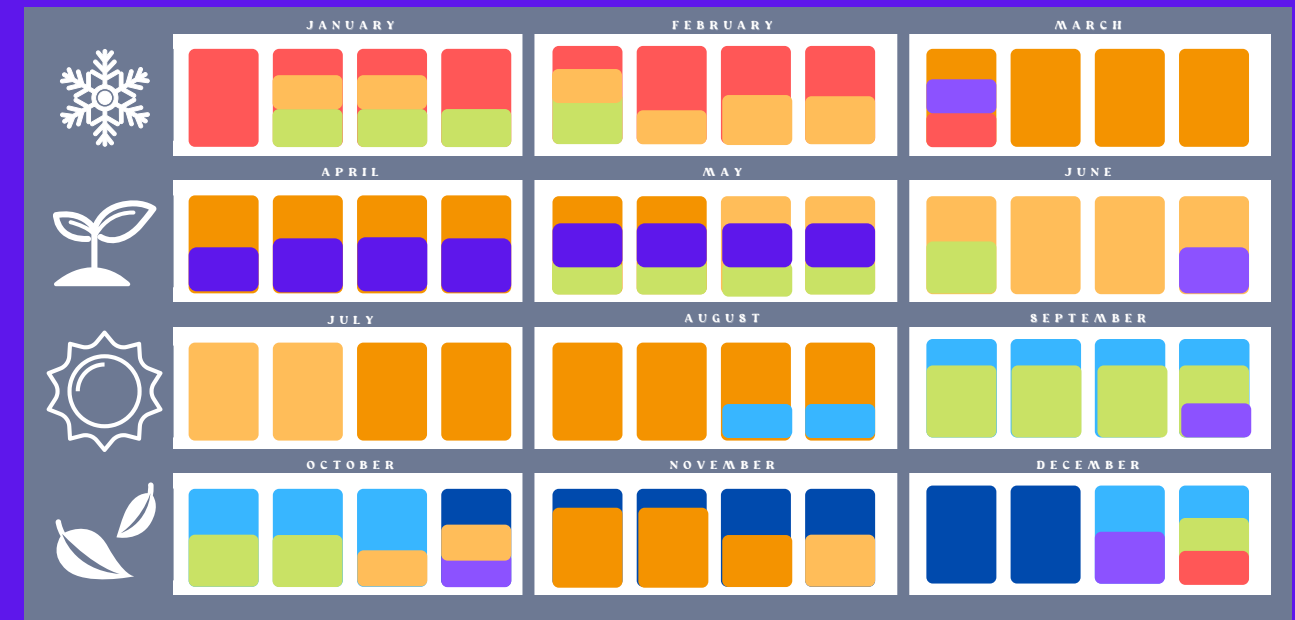 JANUARY
FEBRUARY
MARCH
APRIL
MAY
JUNE
JULY
AUGUST
SEPTEMBER
OCTOBER
NOVEMBER
DECEMBER